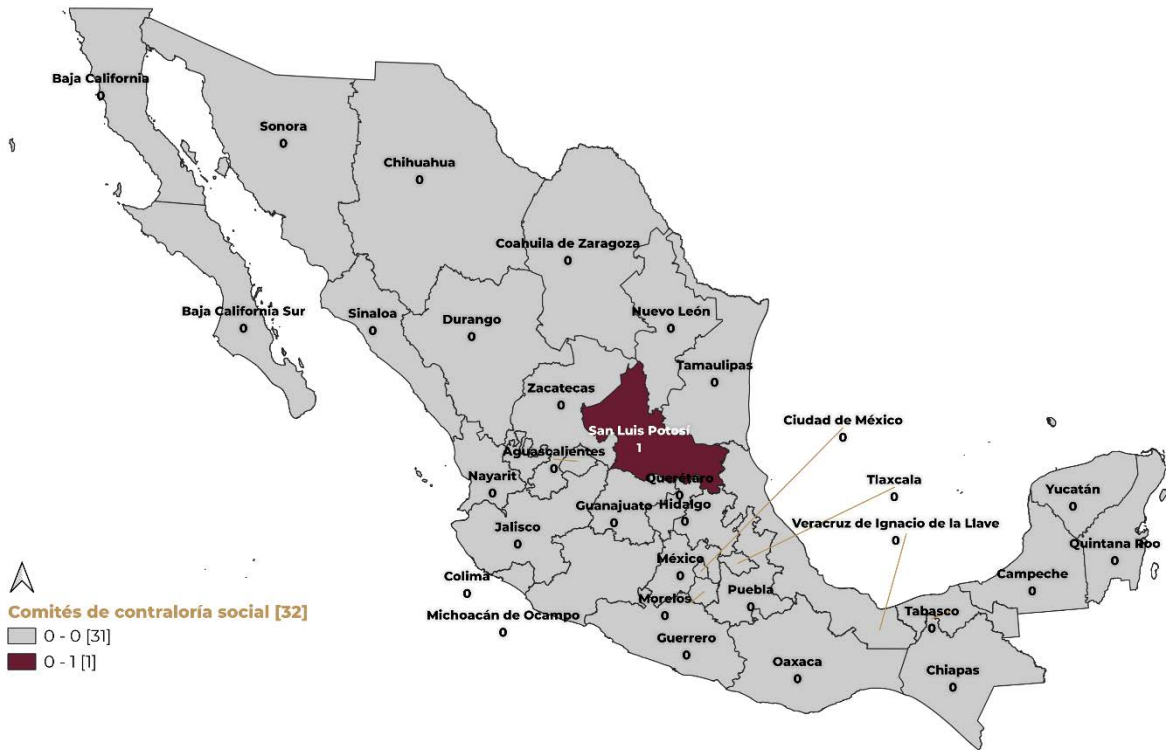 Baja California
0
Sonora
0
Chihuahua
0
Coahuila de Zaragoza
0
Baja California Sur
0
Sinaloa
0
Durango
0
Nuevo León
0
Tamaulipas
0
Zacatecas
0
San Luis Potosí
1
Ciudad de México
0
Aguascalientes
0
Nayarit
0
Querétaro
0
Tlaxcala
0
Yucatán
0
Guanajuato
0
Hidalgo
0
Jalisco
0
Veracruz de Ignacio de la Llave
0
Quintana Roo
0
México
0
Colima
0
Campeche
0
Puebla
0
Morelos
0
Michoacán de Ocampo
0
Tabasco
0
Guerrero
0
Oaxaca
0
Chiapas
0
Comités de contraloría social [32]
0 - 0 [31]
0 - 1 [1]